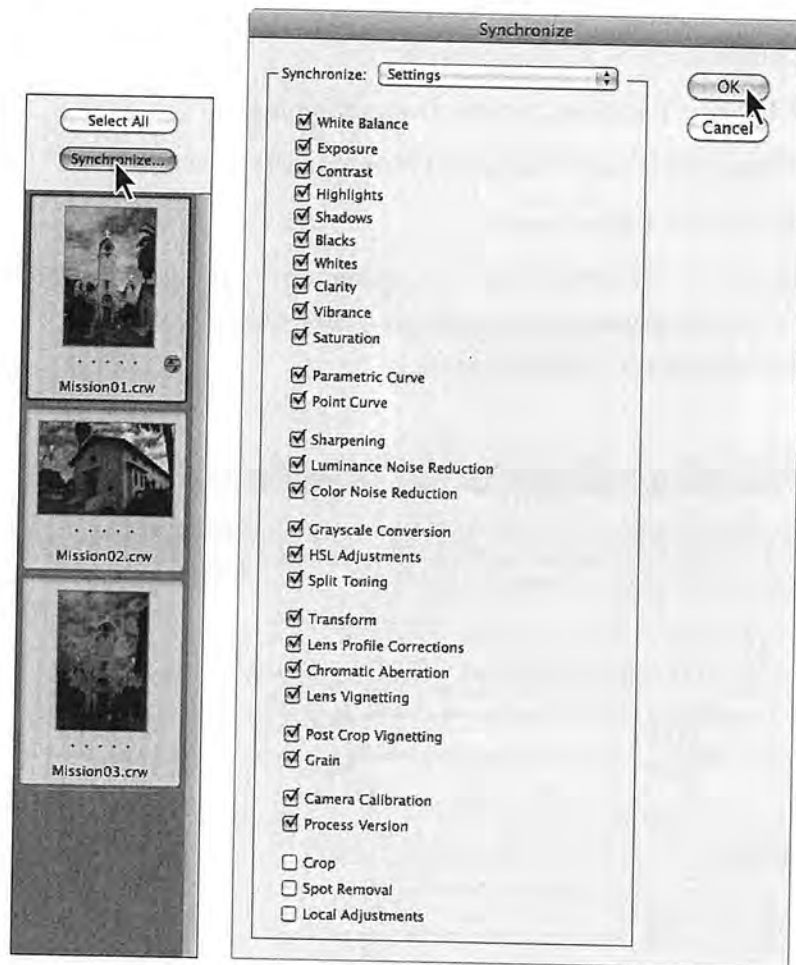 Select All
Synchronize...
Mission01.crw
Mission02.crw
Mission03.crw
Synchronize
Synchronize: Settings
OK
Cancel
White Balance
Exposure
Contrast
Highlights
Shadows
Blacks
Whites
Clarity
Vibrance
Saturation
Parametric Curve
Point Curve
Sharpening
Luminance Noise Reduction
Color Noise Reduction
Grayscale Conversion
HSL Adjustments
Split Toning
Transform
Lens Profile Corrections
Chromatic Aberration
Lens Vignetting
Post Crop Vignetting
Grain
Camera Calibration
Process Version
Crop
Spot Removal
Local Adjustments